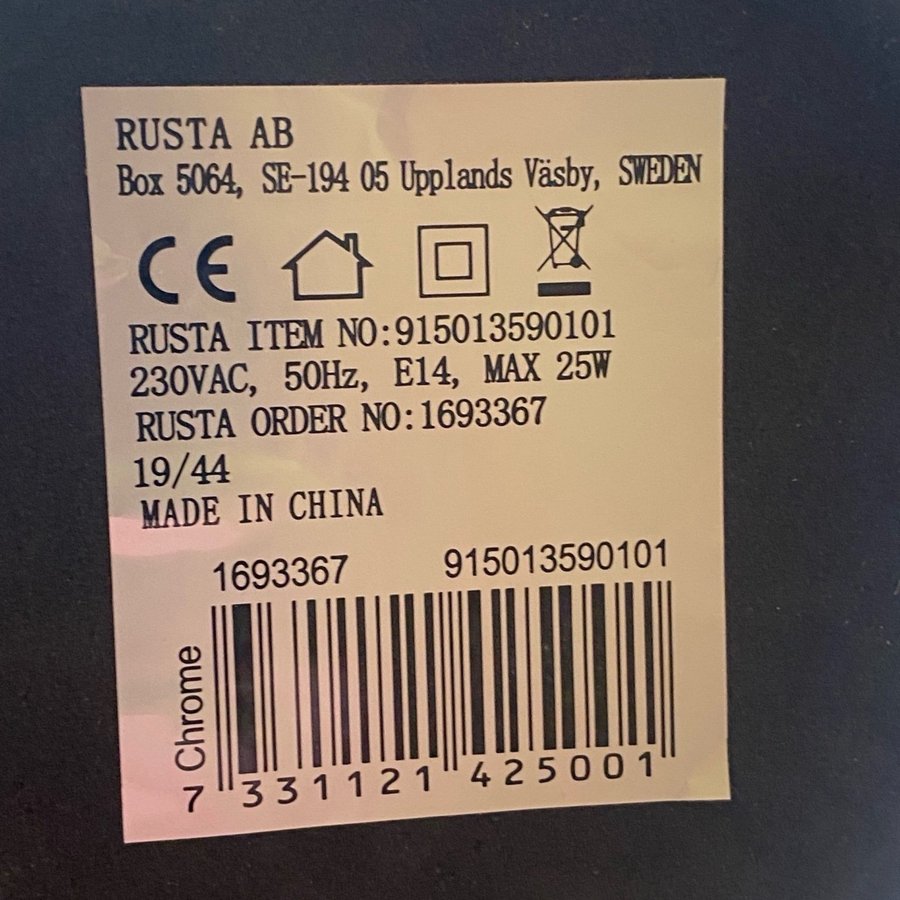 RUSTA AB
Box 5064, SE-194 05 Upplands Väsby, SWEDEN
CE
RUSTA ITEM NO:915013590101
230VAC, 50Hz, E14, MAX 25W
RUSTA ORDER NO:1693367
19/44
MADE IN CHINA
1693367 915013590101
Chrome
7 331121 425001